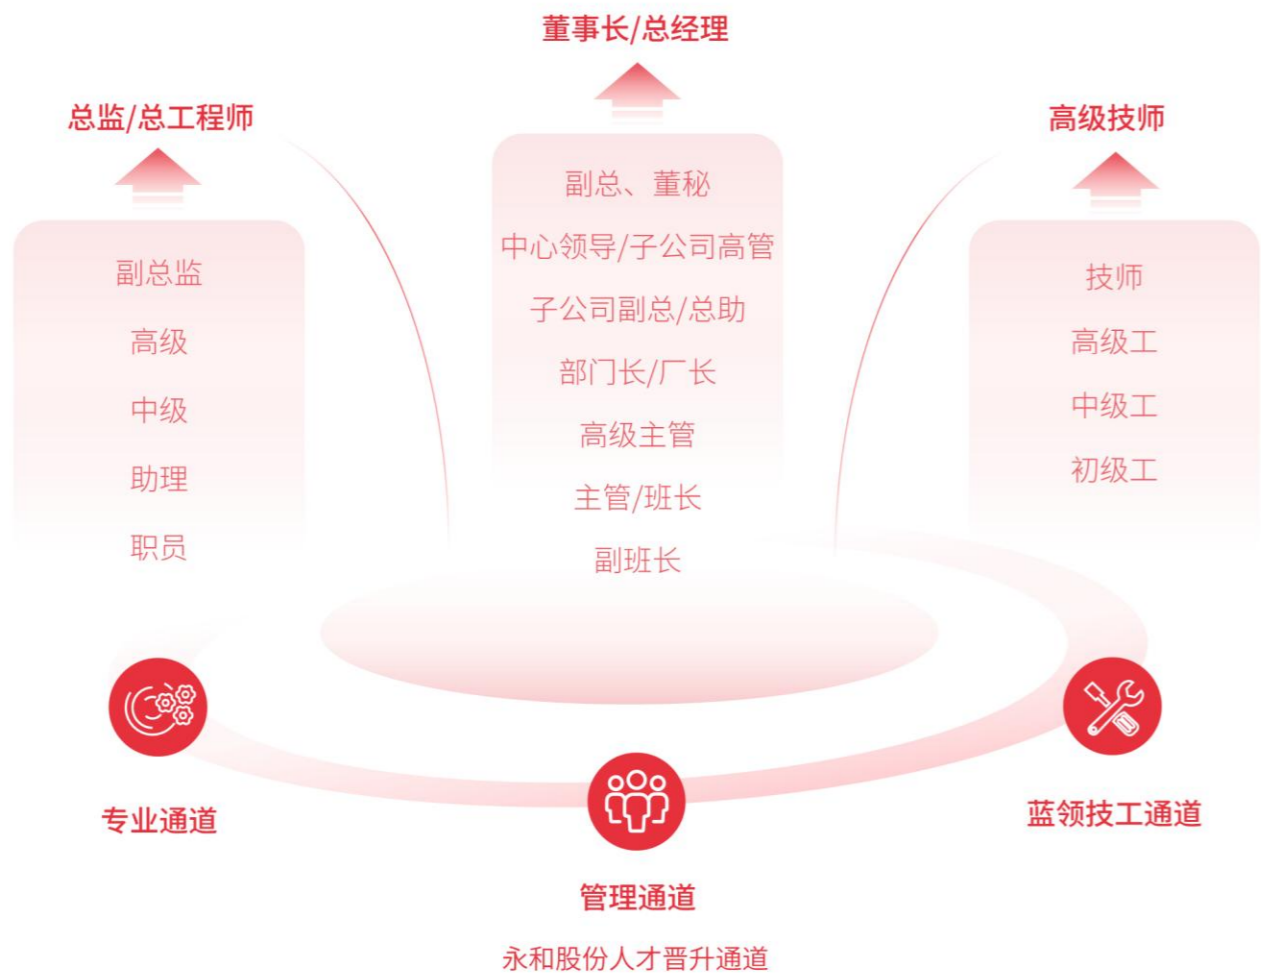 董事长/总经理
总监/总工程师
高级技师
副总监
高级
中级
助理
职员
副总、董秘
中心领导/子公司高管
子公司副总/总助
部门长/厂长
高级主管
主管/班长
副班长
技师
高级工
中级工
初级工
专业通道
管理通道
蓝领技工通道
永和股份人才晋升通道